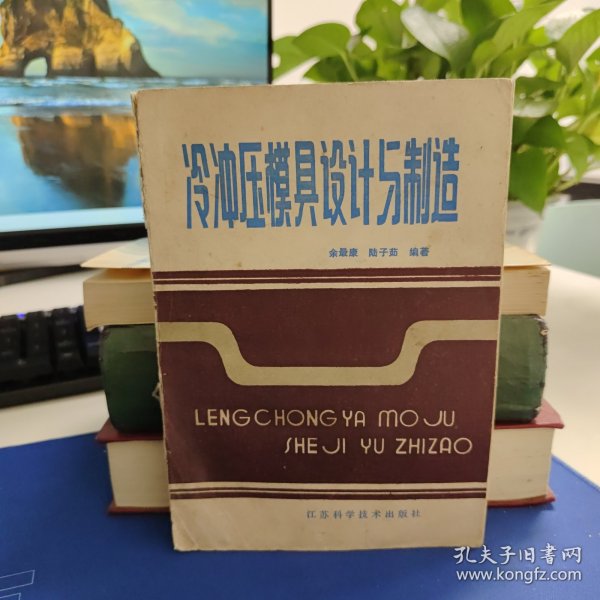 冷冲压模具设计与制造
余最康 陆子茹 编著
LENGCHONGYA MOJU
SHEJI YU ZHIZAO
江苏科学技术出版社
孔夫子旧书网
www.kongfz.com